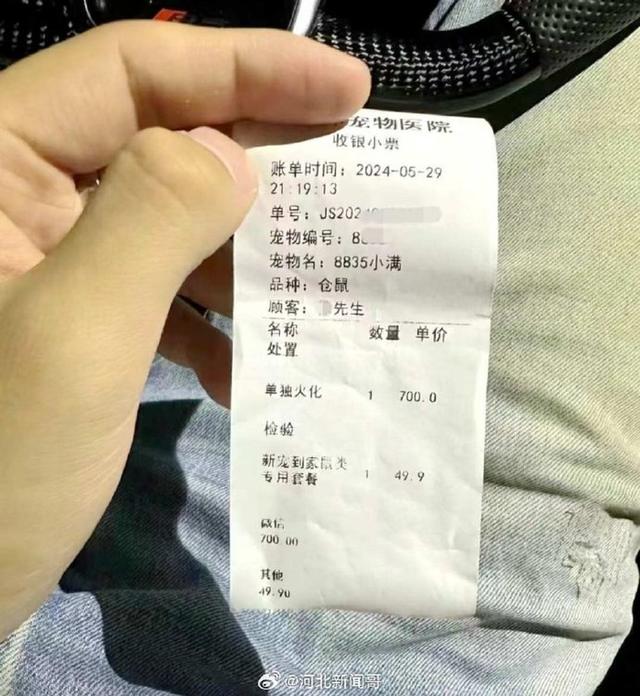 宠物医院
收银小票
账单时间：2024-05-29
21:19:13
单号：JS202
宠物编号：8
宠物名：8835小满
品种：仓鼠
顾客：先生
名称 数量 单价
处置
单独火化 1 700.0
检验
新宠到家鼠类
专用套餐 1 49.9
微信
700.00
其他
49.90
@河北新闻哥